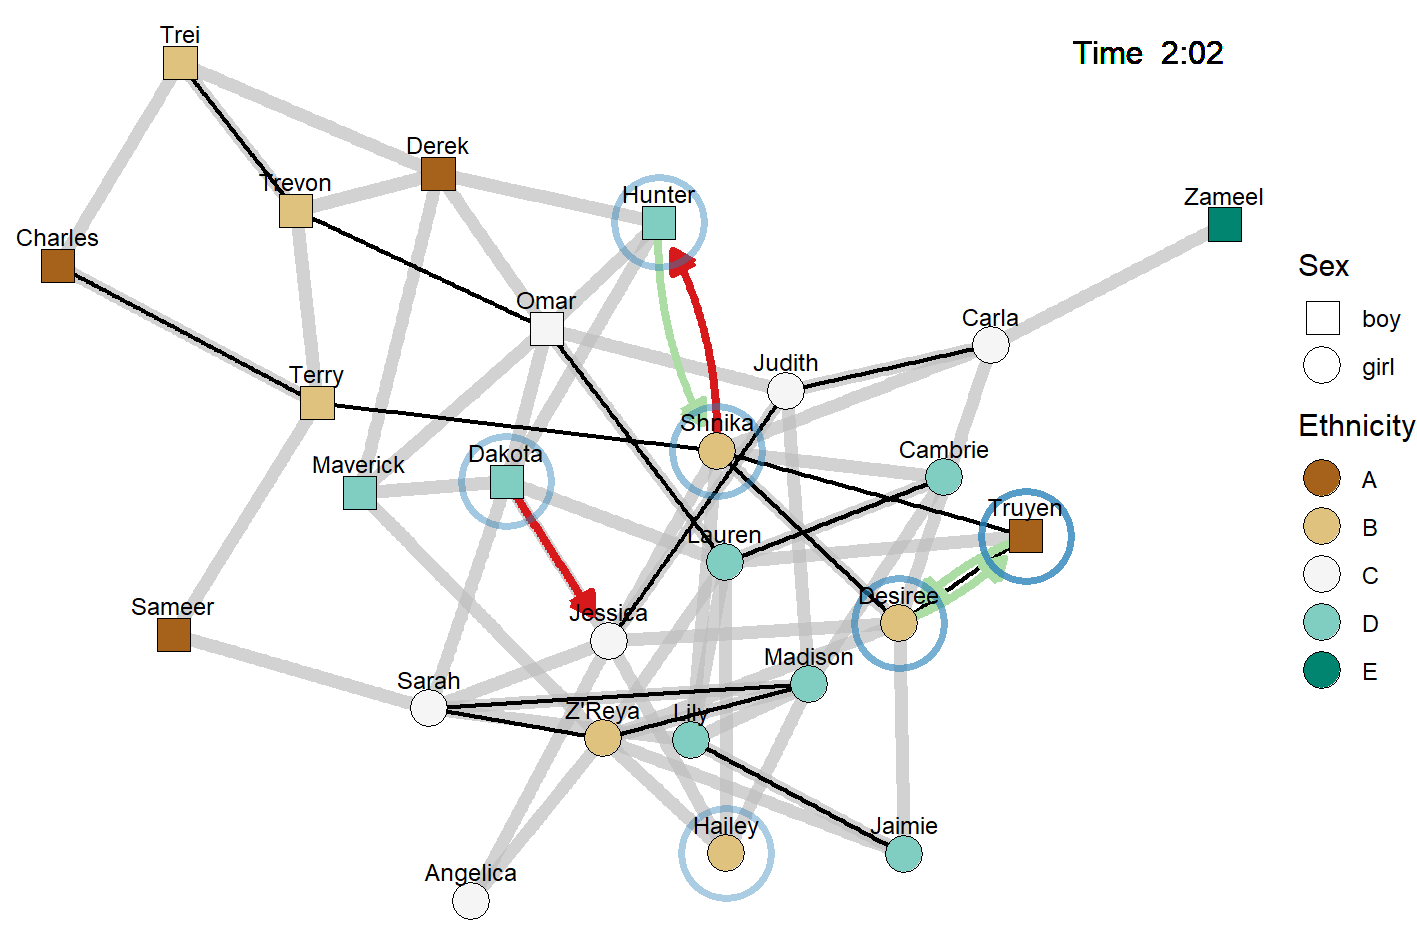 Trei
Time 2:02
Derek
Trevon
Hunter
Zameel
Charles
Sex
Omar
boy
Carla
Judith
girl
Terry
Shnika
Ethnicity
Cambrie
Dakota
Maverick
A
Truyen
B
Lauren
C
Desiree
Sameer
Jessica
D
Madison
E
Sarah
Z'Reya
Lily
Hailey
Jaimie
Angelica